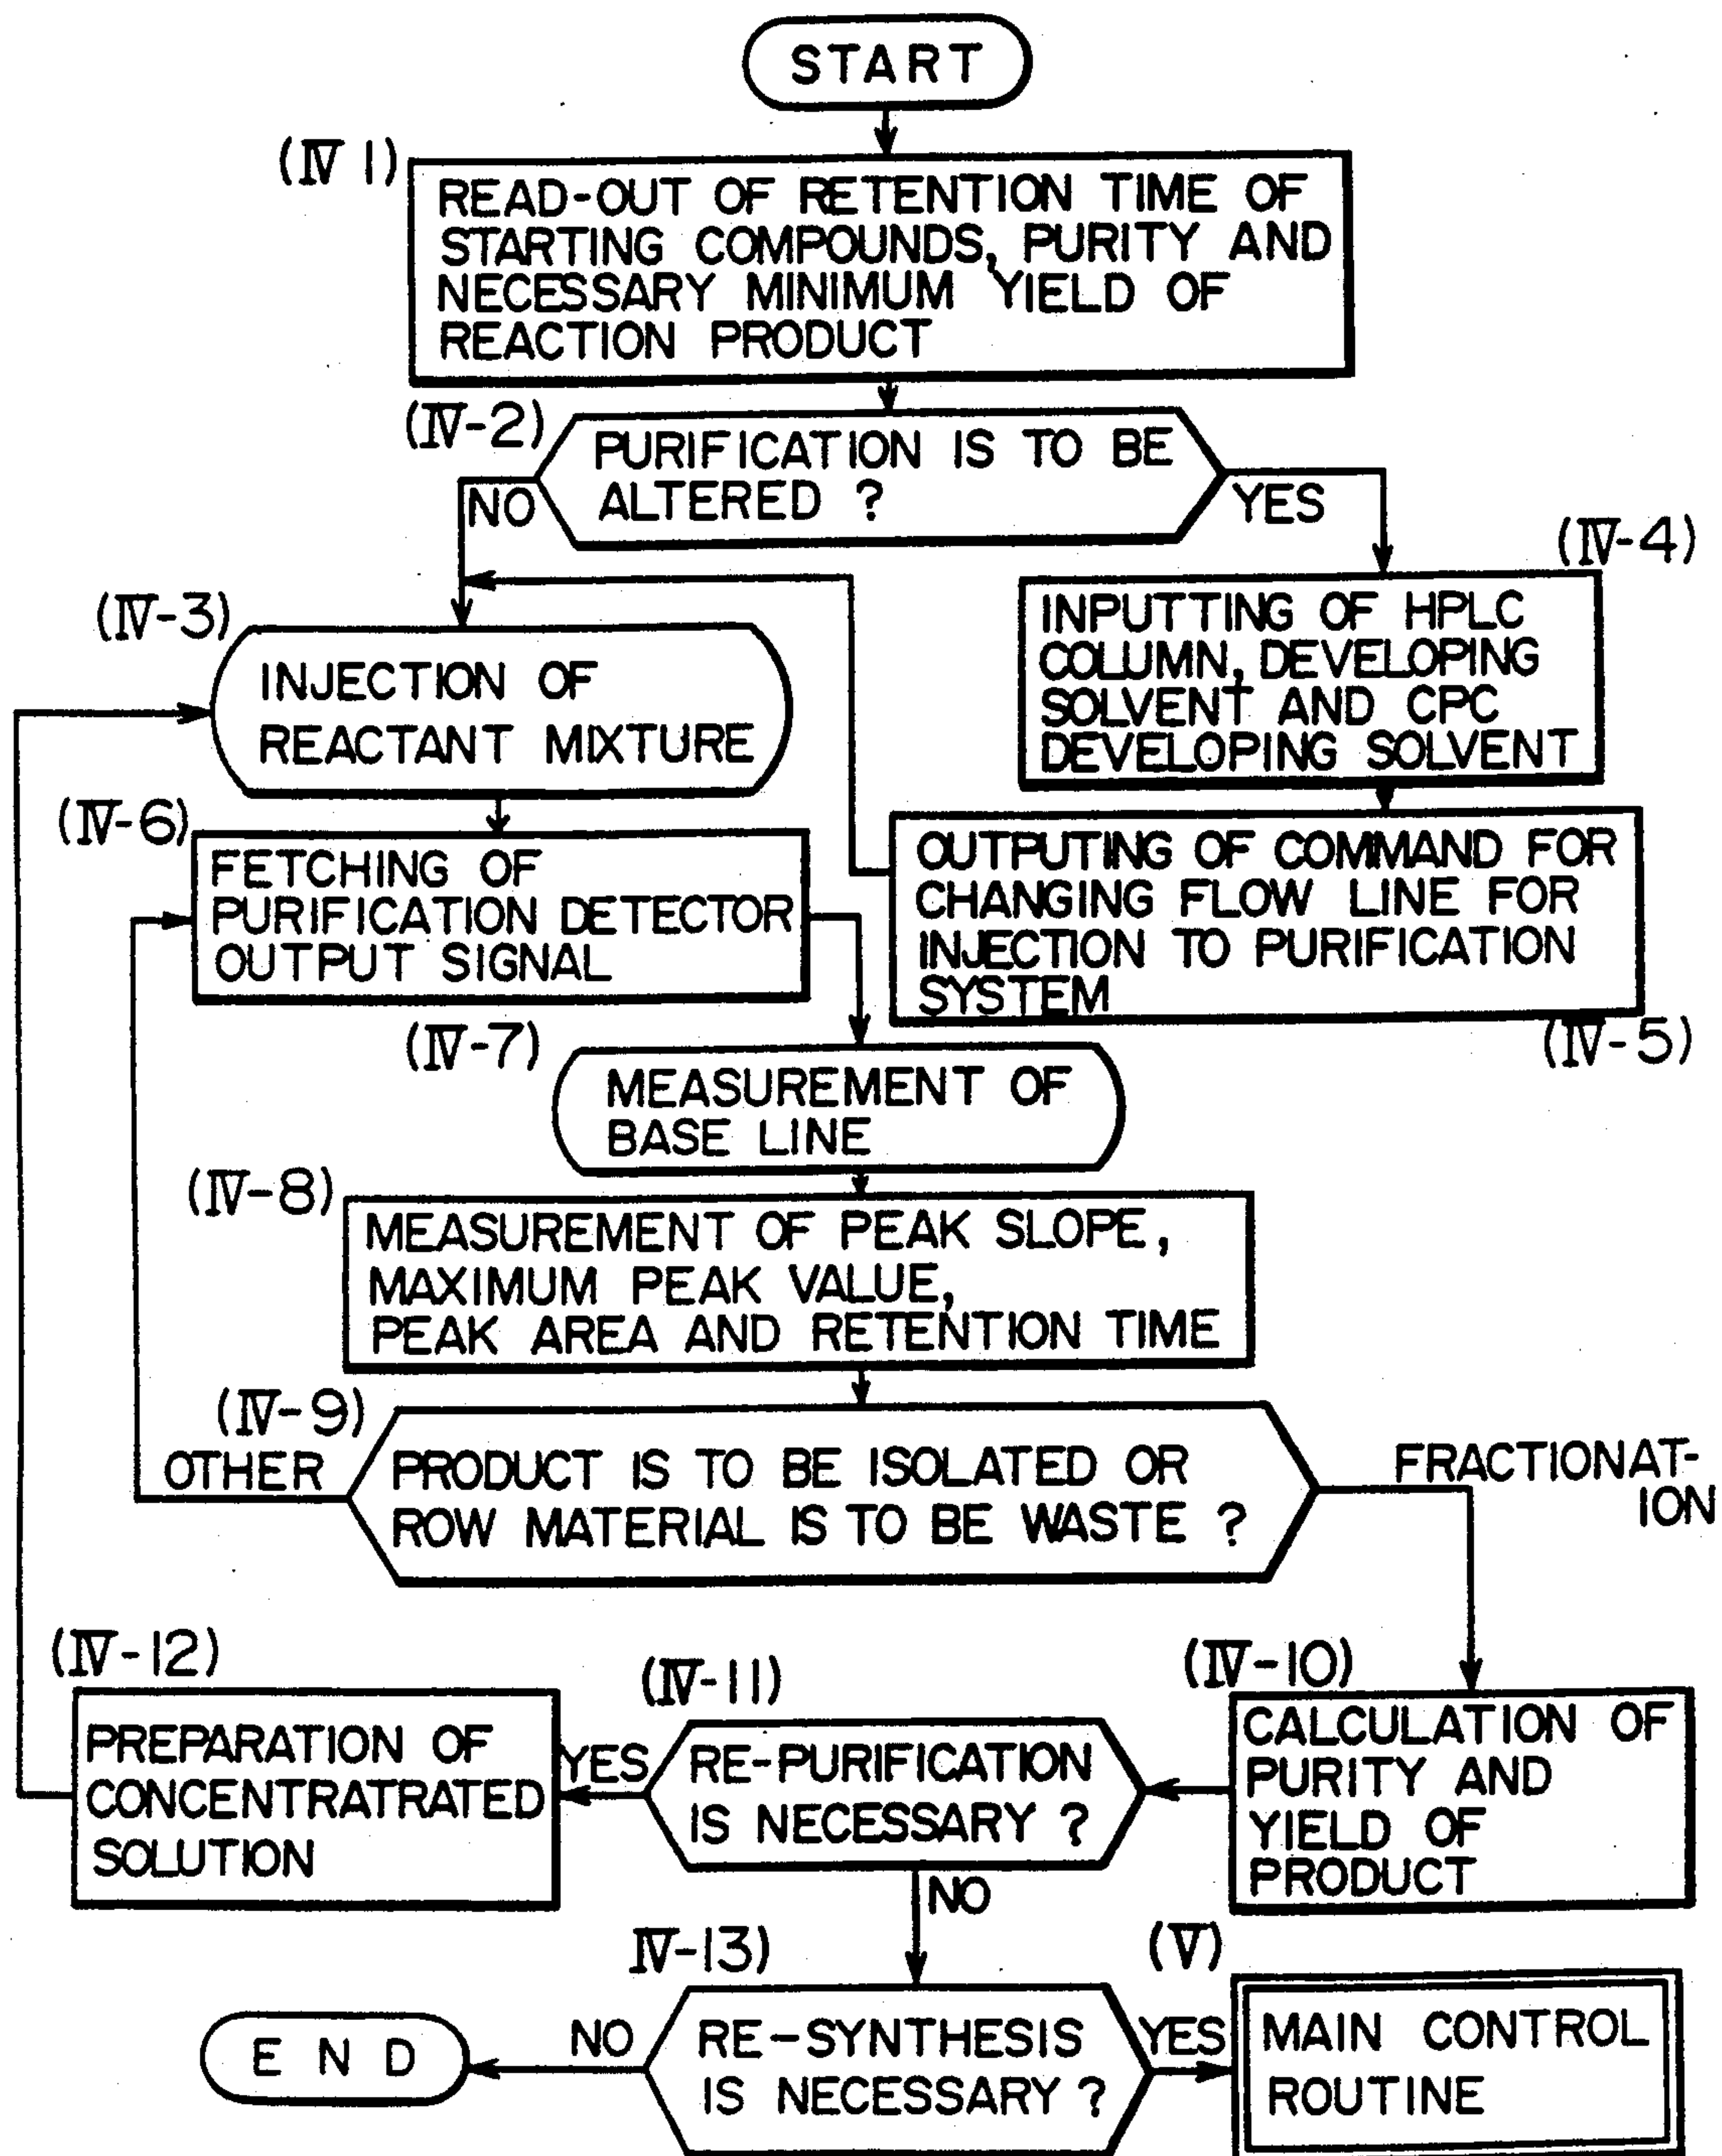 START
(IV 1)
READ-OUT OF RETENTION TIME OF
STARTING COMPOUNDS, PURITY AND
NECESSARY MINIMUM YIELD OF
REACTION PRODUCT
(IV-2)
PURIFICATION IS TO BE
ALTERED ?
NO
YES
(IV-3)
INJECTION OF
REACTANT MIXTURE
(IV-4)
INPUTTING OF HPLC
COLUMN, DEVELOPING
SOLVENT AND CPC
DEVELOPING SOLVENT
(IV-6)
FETCHING OF
PURIFICATION DETECTOR
OUTPUT SIGNAL
OUTPUTING OF COMMAND FOR
CHANGING FLOW LINE FOR
INJECTION TO PURIFICATION
SYSTEM
(IV-5)
(IV-7)
MEASUREMENT OF
BASE LINE
(IV-8)
MEASUREMENT OF PEAK SLOPE,
MAXIMUM PEAK VALUE,
PEAK AREA AND RETENTION TIME
(IV-9)
OTHER
PRODUCT IS TO BE ISOLATED OR
ROW MATERIAL IS TO BE WASTE ?
FRACTIONAT-
ION
(IV-12)
PREPARATION OF
CONCENTRATRATED
SOLUTION
YES
(IV-11)
RE-PURIFICATION
IS NECESSARY ?
NO
(IV-10)
CALCULATION OF
PURITY AND
YIELD OF
PRODUCT
IV-13)
RE-SYNTHESIS
IS NECESSARY ?
NO
END
YES
(V)
MAIN CONTROL
ROUTINE